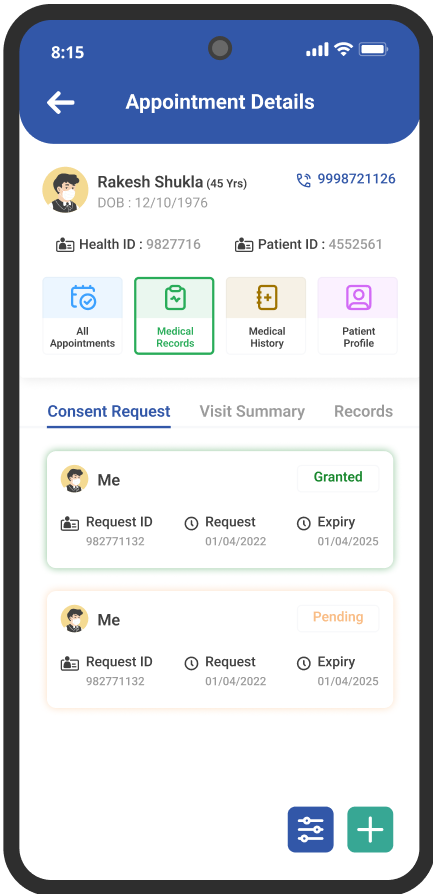 8:15
Appointment Details
Rakesh Shukla (45 Yrs)
9998721126
DOB : 12/10/1976
Health ID : 9827716
Patient ID : 4552561
All
Appointments
Medical
Records
Medical
History
Patient
Profile
Consent Request
Visit Summary
Records
Me
Granted
Request ID
Request
Expiry
982771132
01/04/2022
01/04/2025
Me
Pending
Request ID
Request
Expiry
982771132
01/04/2022
01/04/2025